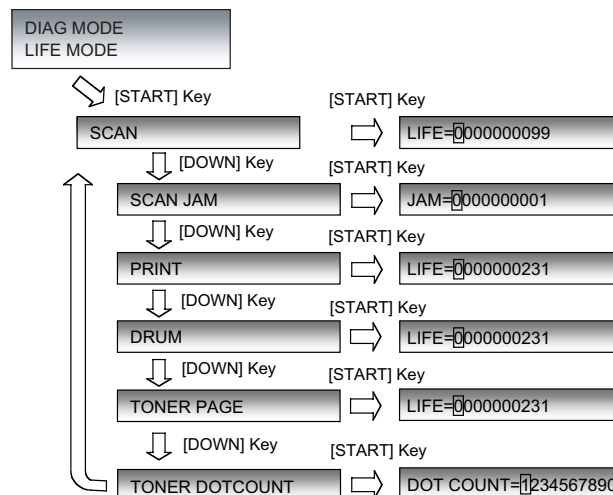 DIAG MODE
LIFE MODE
[START] Key
[START] Key
SCAN
LIFE=0000000099
[DOWN] Key
[START] Key
SCAN JAM
JAM=0000000001
[DOWN] Key
[START] Key
PRINT
LIFE=0000000231
[DOWN] Key
[START] Key
DRUM
LIFE=0000000231
[DOWN] Key
[START] Key
TONER PAGE
LIFE=0000000231
[DOWN] Key
[START] Key
TONER DOTCOUNT
DOT COUNT=1234567890